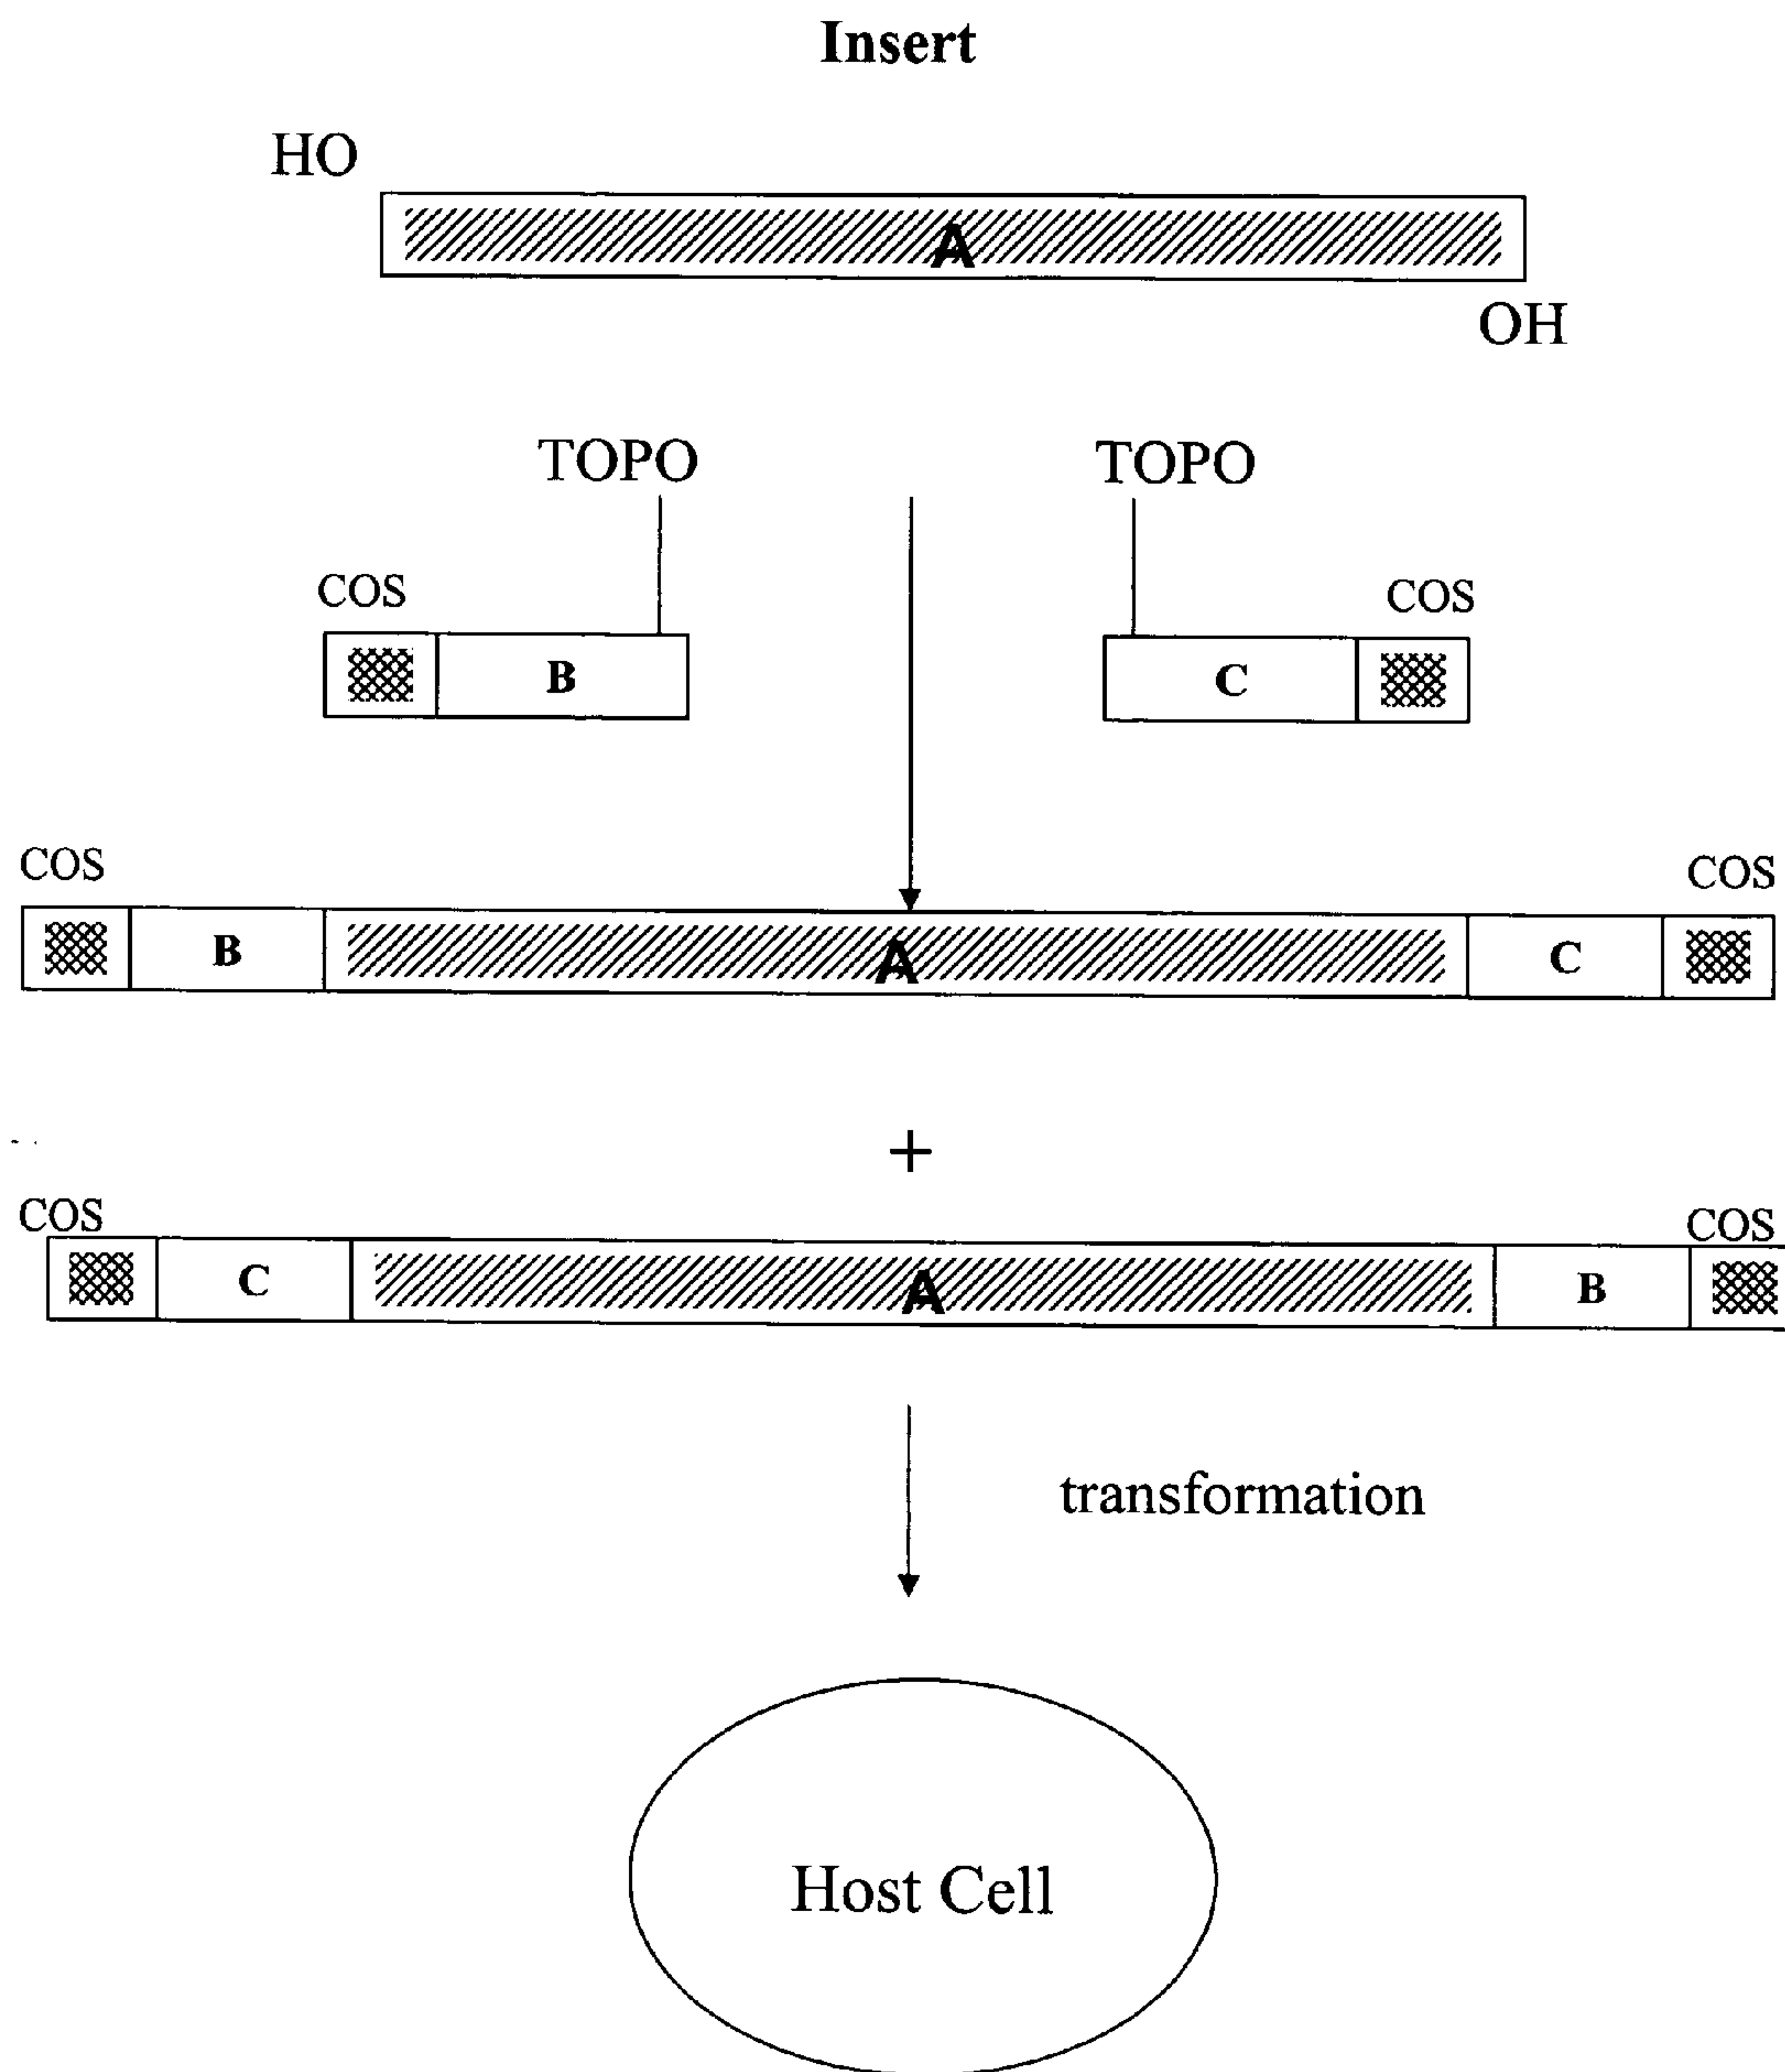 Insert
HO
A
OH
TOPO TOPO
COS COS
B C
COS COS
B A C
+
COS COS
C A B
transformation
Host Cell